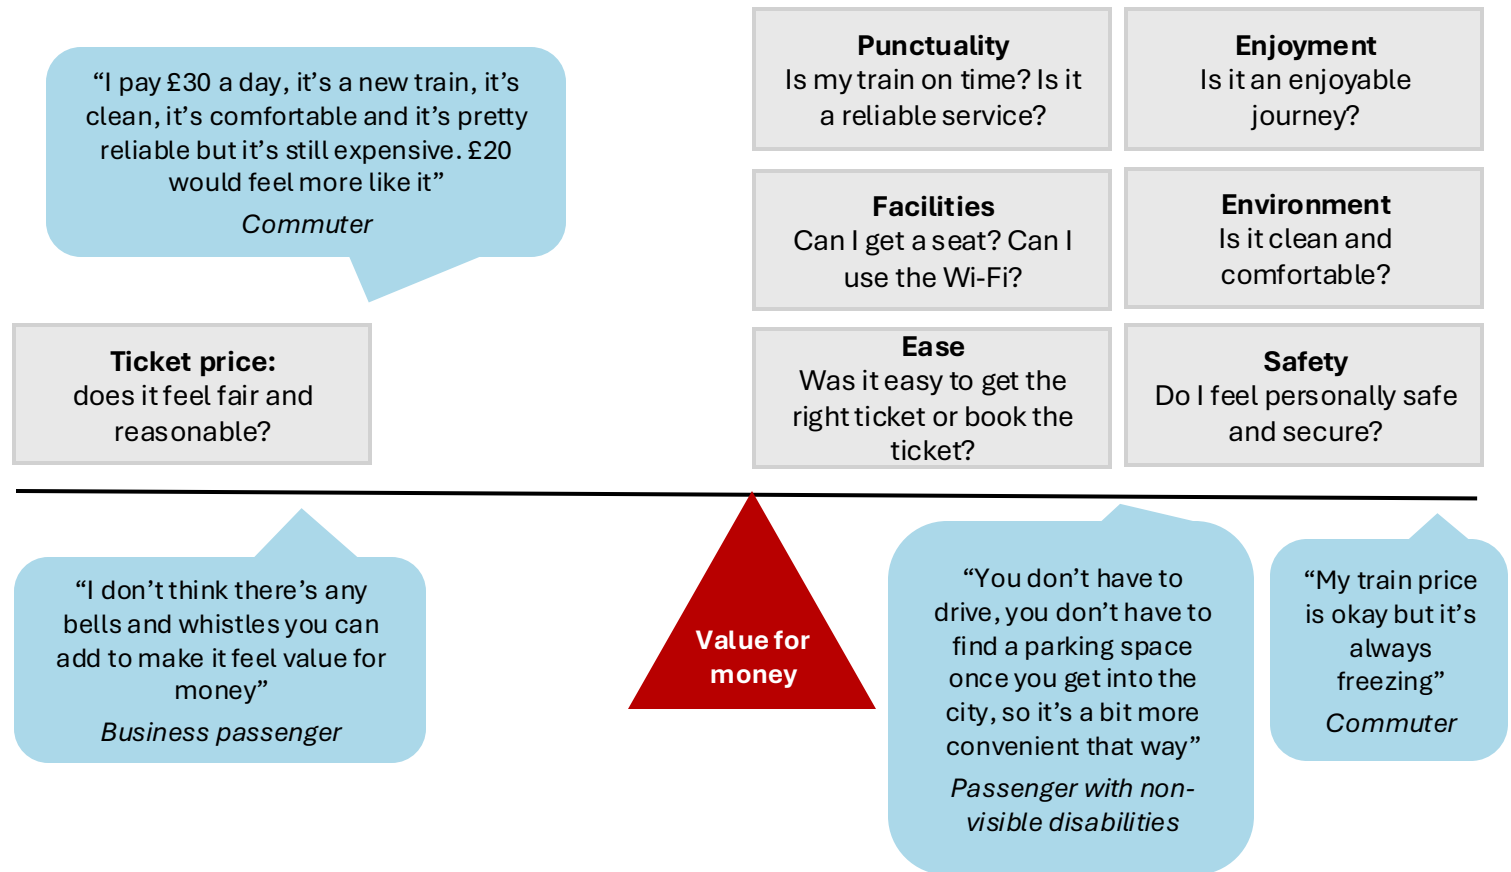 “I pay £30 a day, it’s a new train, it’s
clean, it’s comfortable and it’s pretty
reliable but it’s still expensive. £20
would feel more like it”
Commuter
Ticket price:
does it feel fair and
reasonable?
Punctuality
Is my train on time? Is it
a reliable service?
Enjoyment
Is it an enjoyable
journey?
Facilities
Can I get a seat? Can I
use the Wi-Fi?
Environment
Is it clean and
comfortable?
Ease
Was it easy to get the
right ticket or book the
ticket?
Safety
Do I feel personally safe
and secure?
“I don’t think there’s any
bells and whistles you can
add to make it feel value for
money”
Business passenger
Value for
money
“You don’t have to
drive, you don’t have to
find a parking space
once you get into the
city, so it’s a bit more
convenient that way”
Passenger with non-
visible disabilities
“My train price
is okay but it’s
always
freezing”
Commuter